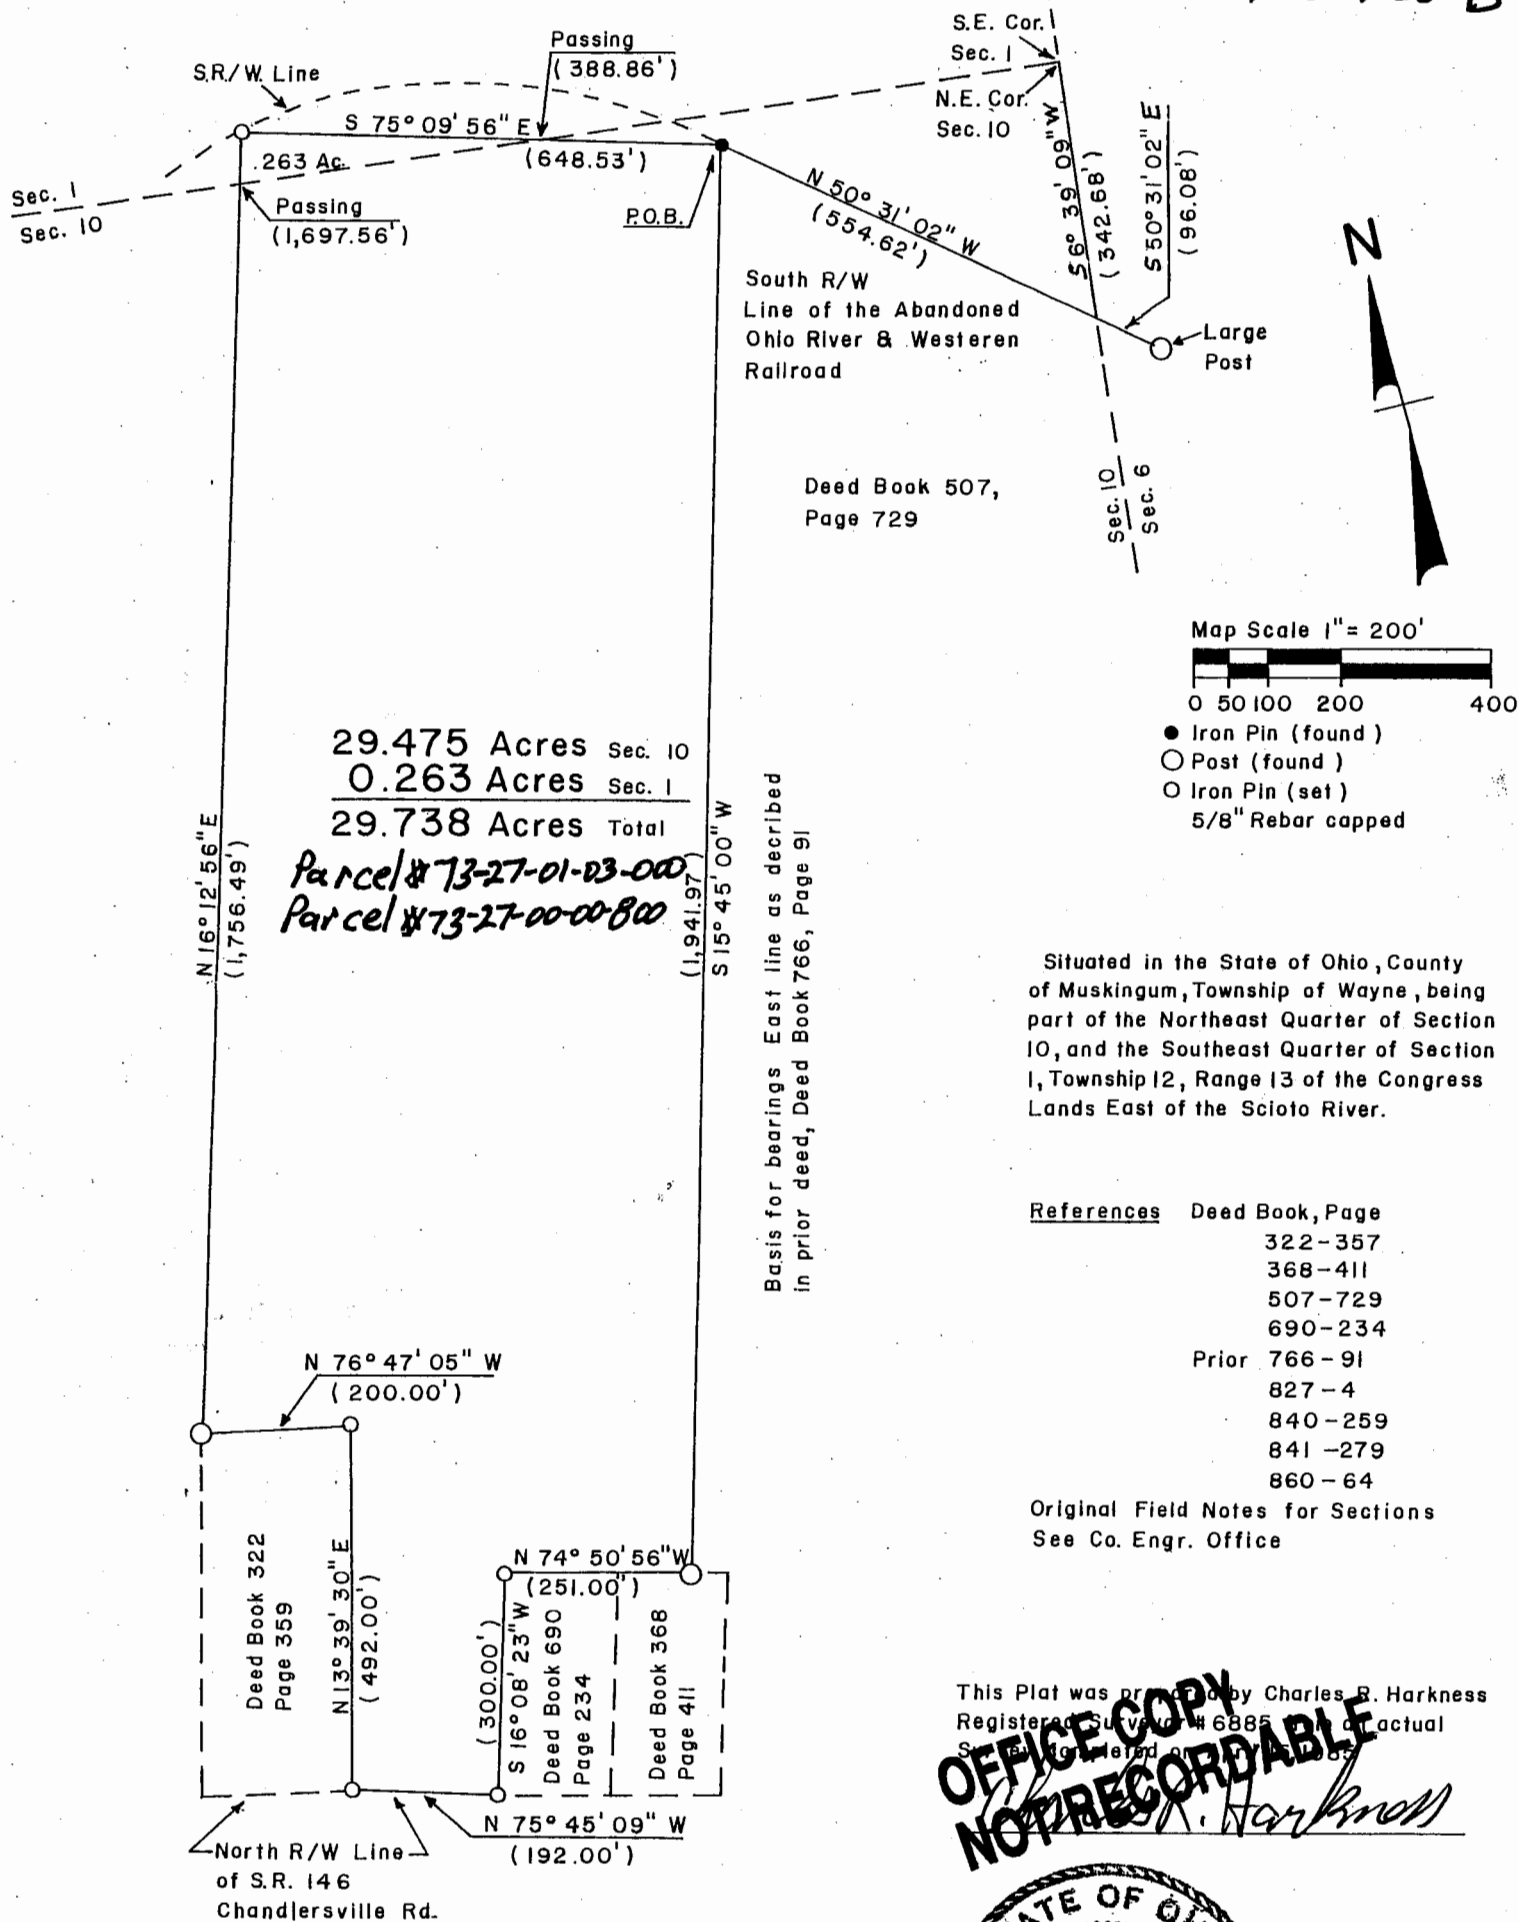 S.E. Cor.
Sec. 1
N.E. Cor.
Sec. 10
Passing
(388.86')
S.R./W. Line
S 75° 09' 56" E
(648.53')
.263 Ac.
Sec. 1
Sec. 10
Passing
(1,697.56')
P.O.B.
N 50° 31' 02" W
(554.62')
S6° 39' 09" W
(342.68')
S50° 31' 02" E
(96.08')
N
South R/W
Line of the Abandoned
Ohio River & Westeren
Railroad
Large
Post
Deed Book 507,
Page 729
Sec. 10
Sec. 6
Map Scale 1" = 200'
0 50 100 200 400
Iron Pin (found)
Post (found)
Iron Pin (set)
5/8" Rebar capped
29.475 Acres Sec. 10
0.263 Acres Sec. 1
29.738 Acres Total
Parcel # 73-27-01-03-000
Parcel # 73-27-00-00-800
N 16° 12' 56" E
(1,756.49')
(1,941.97')
S 15° 45' 00" W
Basis for bearings East line as decribed
in prior deed, Deed Book 766, Page 91
Situated in the State of Ohio, County
of Muskingum, Township of Wayne, being
part of the Northeast Quarter of Section
10, and the Southeast Quarter of Section
1, Township 12, Range 13 of the Congress
Lands East of the Scioto River.
References Deed Book, Page
322-357
368-411
507-729
690-234
Prior 766-91
827-4
840-259
841-279
860-64
Original Field Notes for Sections
See Co. Engr. Office
N 76° 47' 05" W
(200.00')
Deed Book 322
Page 359
N13° 39' 30" E
(492.00')
N 74° 50' 56" W
(251.00')
(300.00')
S 16° 08' 23" W
Deed Book 690
Page 234
Deed Book 368
Page 411
N 75° 45' 09" W
(192.00')
North R/W Line
of S.R. 146
Chandlersville Rd.
This Plat was by Charles R. Harkness
Registered Surveyor # 6885 actual
OFFICE COPY
NOT RECORDABLE
R. Harkness
STATE OF